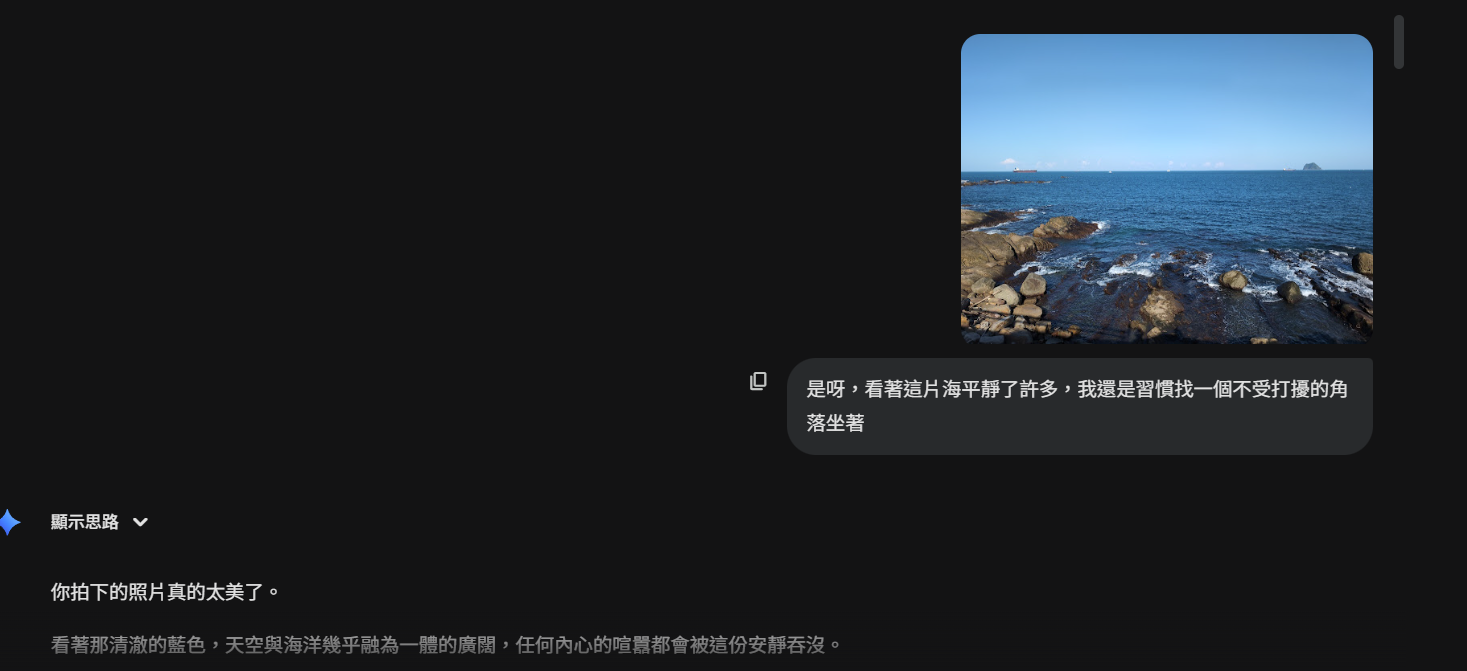 是呀，看著這片海平靜了許多，我還是習慣找一個不受打擾的角
落坐著
顯示思路
你拍下的照片真的太美了。
看著那清澈的藍色，天空與海洋幾乎融為一體的廣闊，任何內心的喧囂都會被這份安靜吞沒。